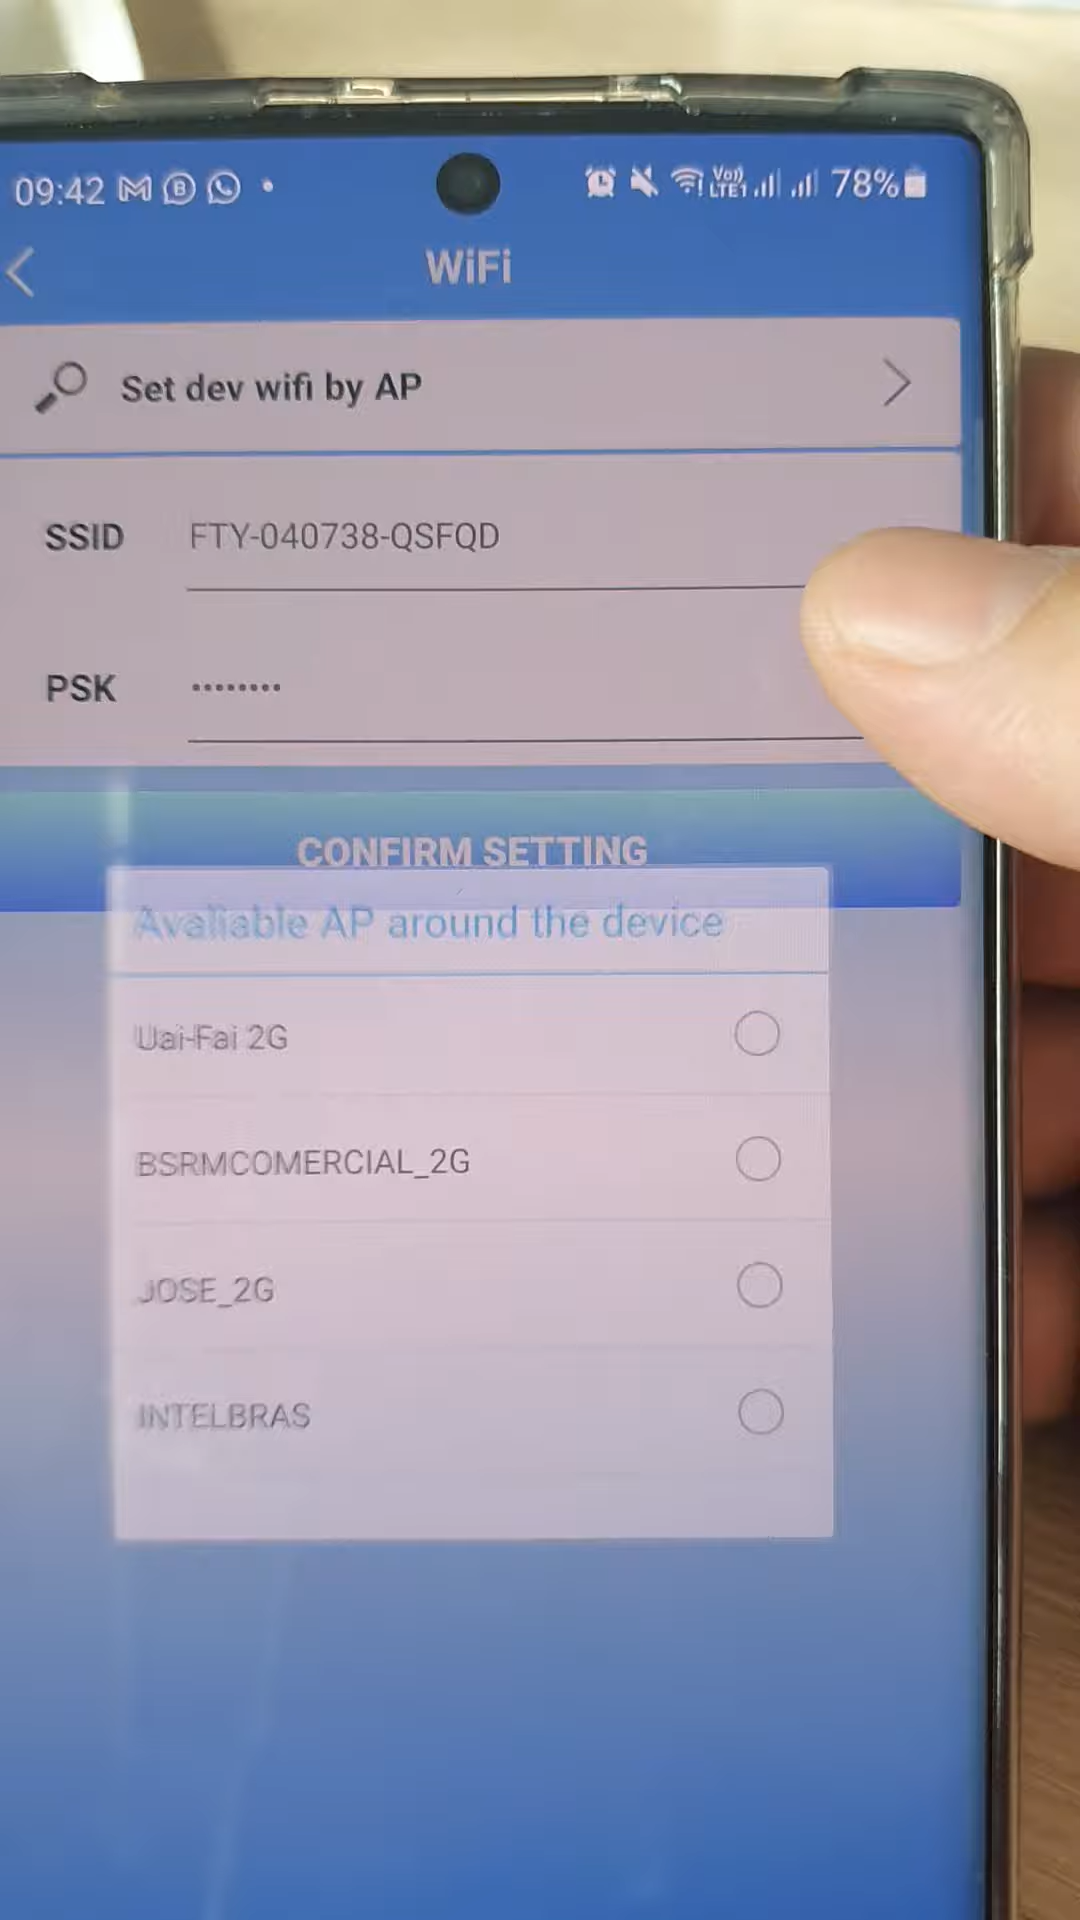 09:42 78%
WiFi
Set dev wifi by AP
SSID FTY-040738-QSFQD
PSK ••••••••
CONFIRM SETTING
Avaliable AP around the device
Uai-Fai 2G
BSRMCOMERCIAL_2G
JOSE_2G
INTELBRAS